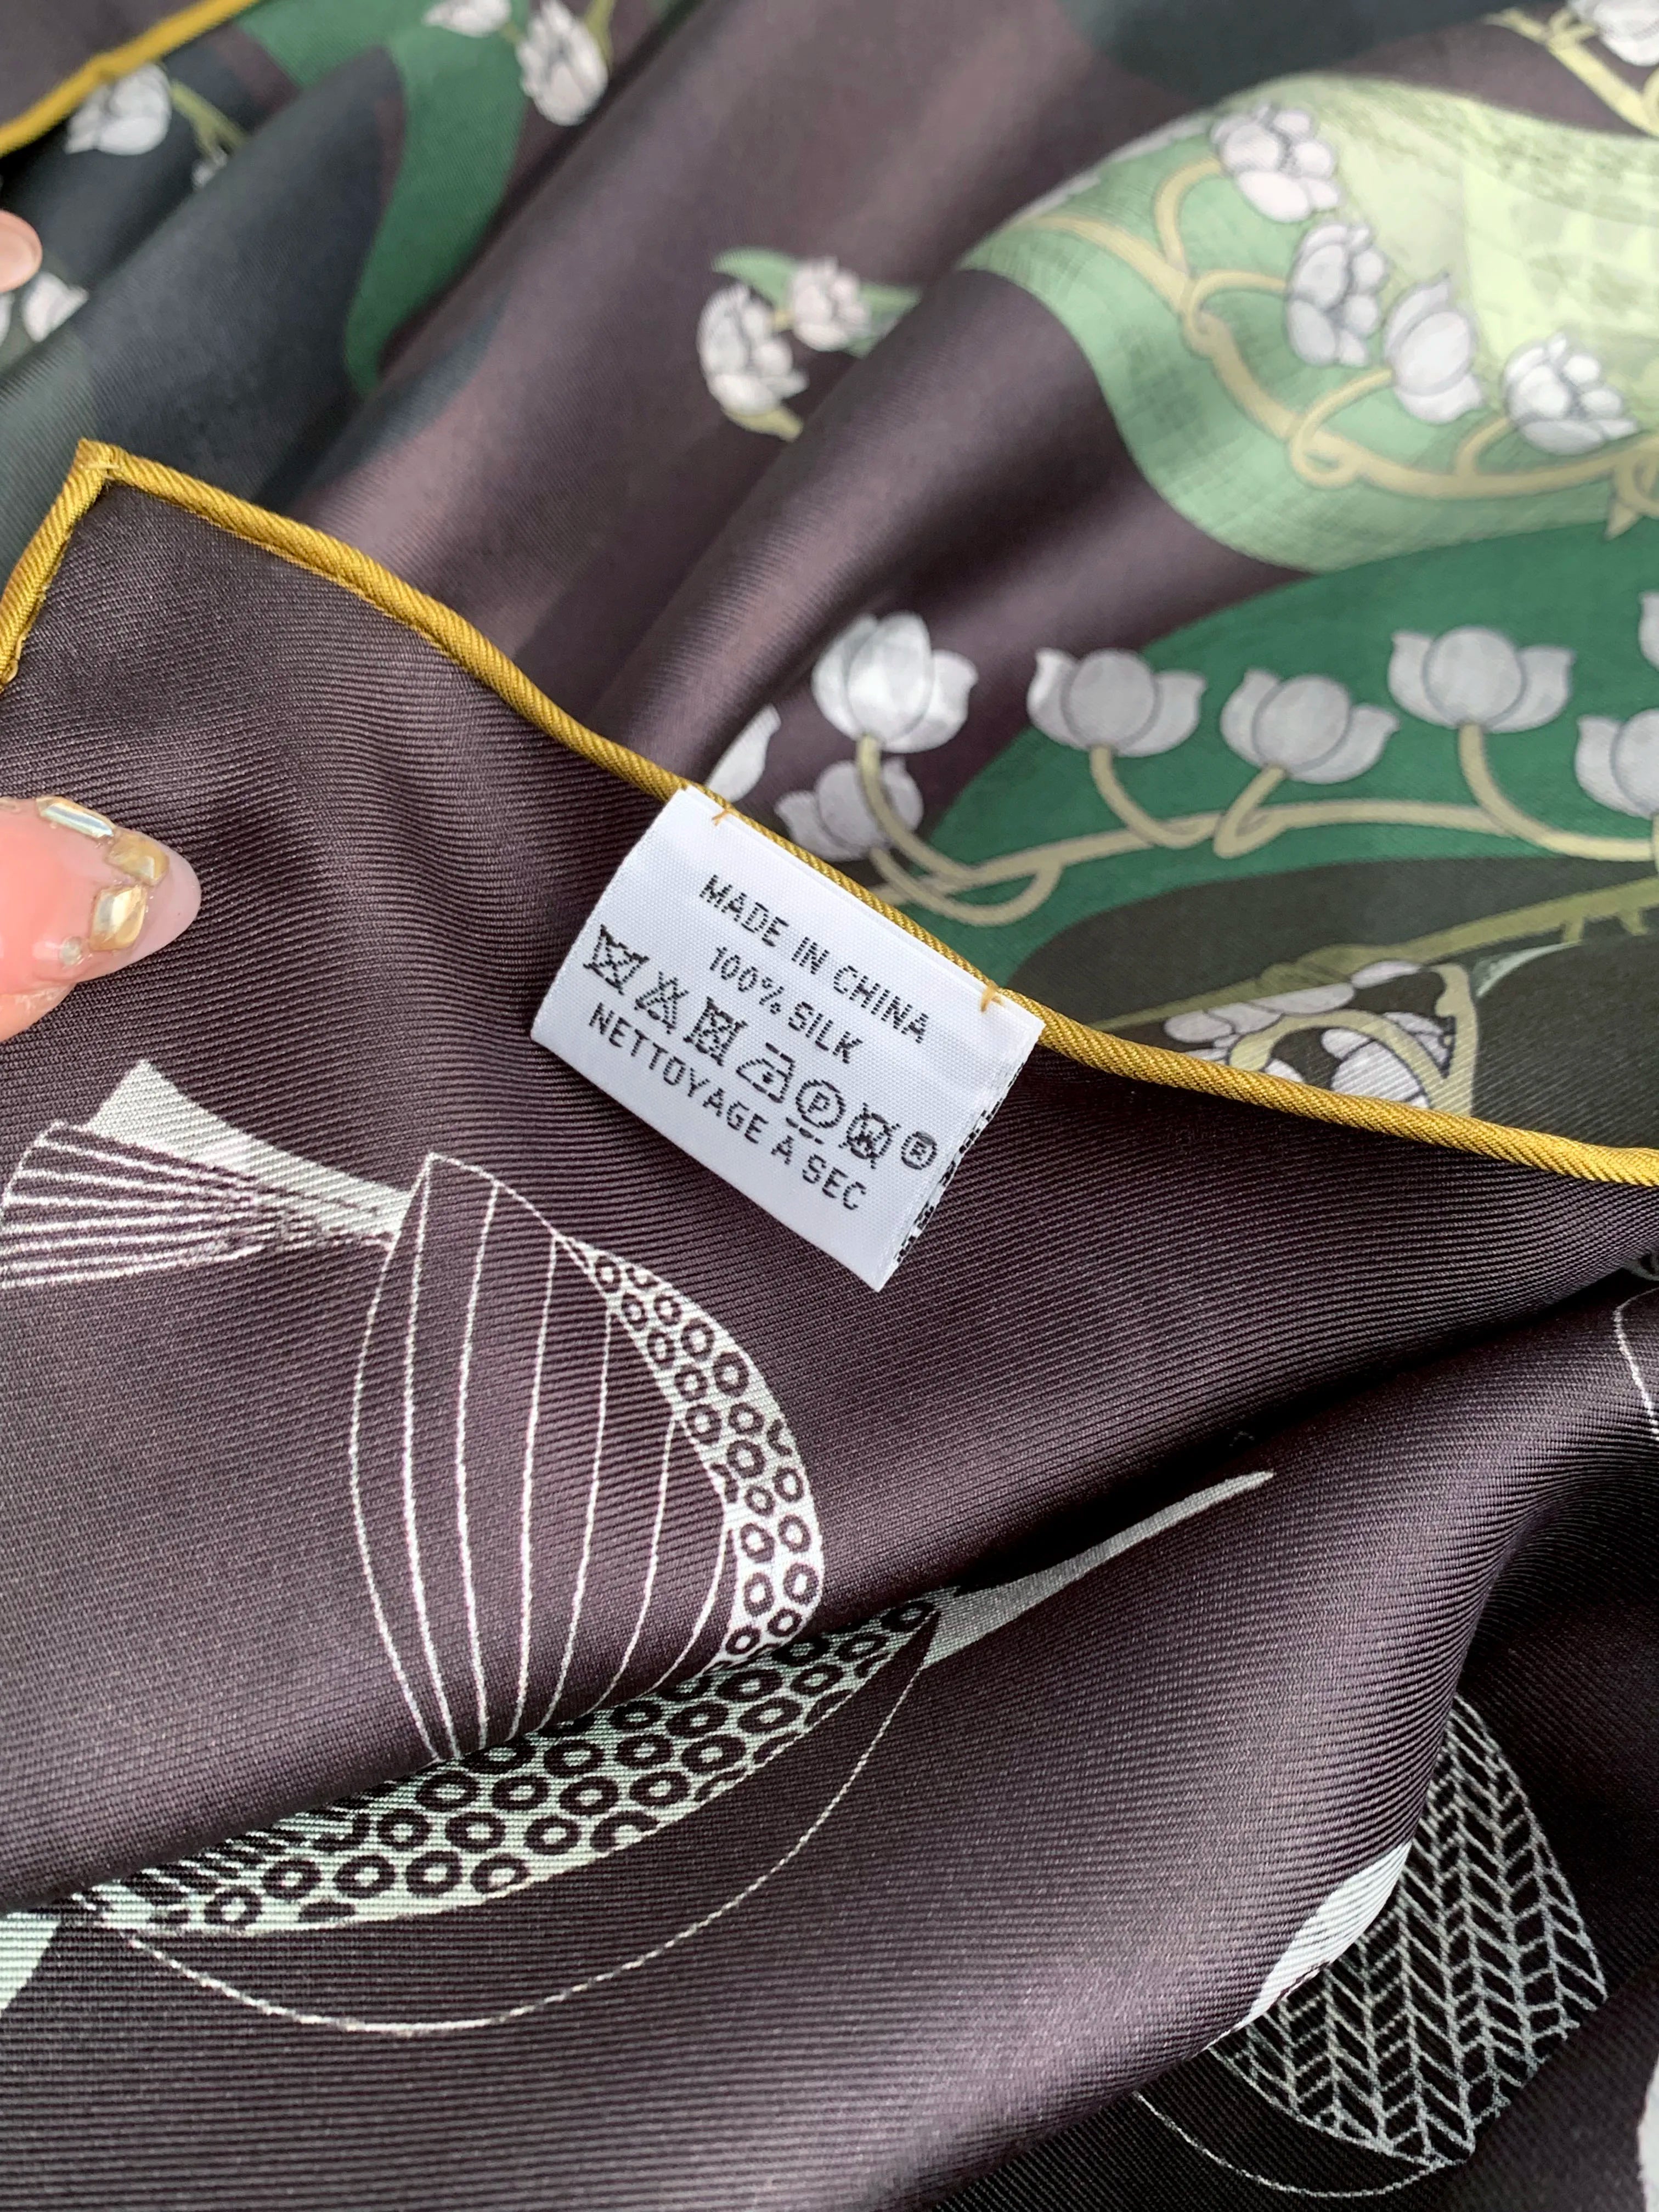 MADE IN CHINA
100% SILK
P W ®
NETTOYAGE À SEC